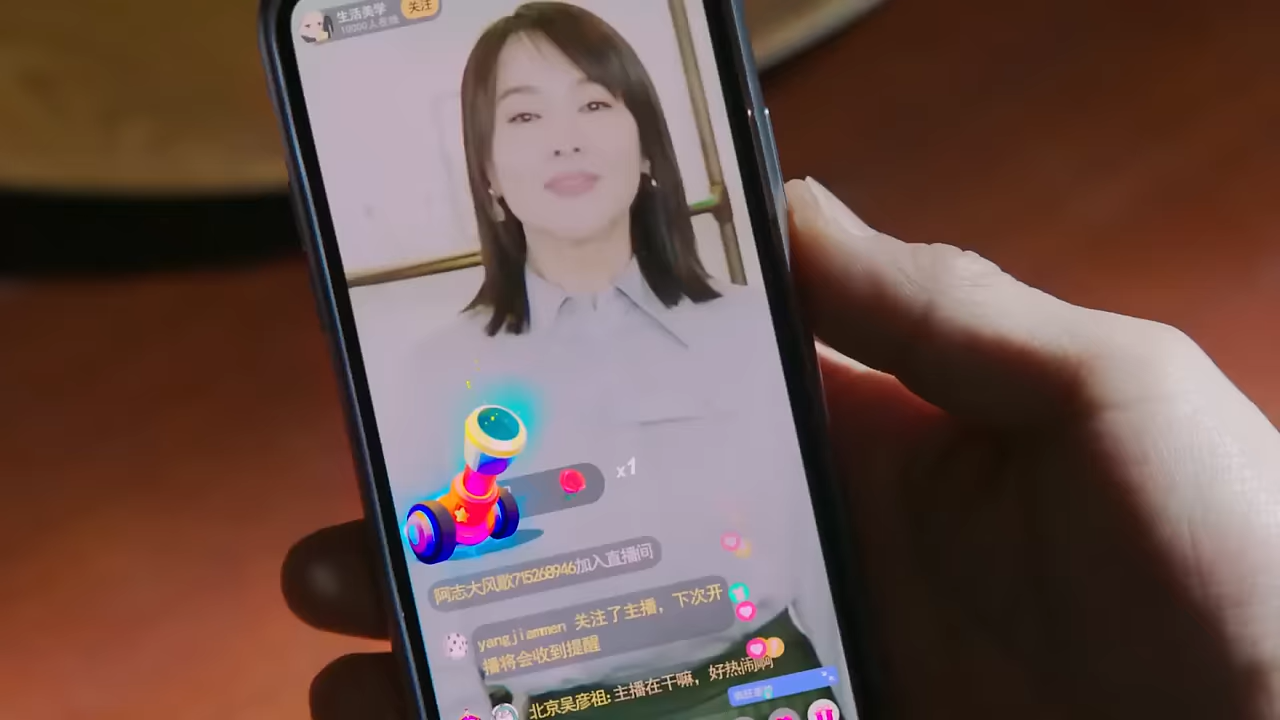 生活美学
关注
10000人在线
x1
阿志大风歌715268946加入直播间
yangjiammen 关注了主播，下次开
播将会收到提醒
北京吴彦祖: 主播在干嘛，好热闹啊